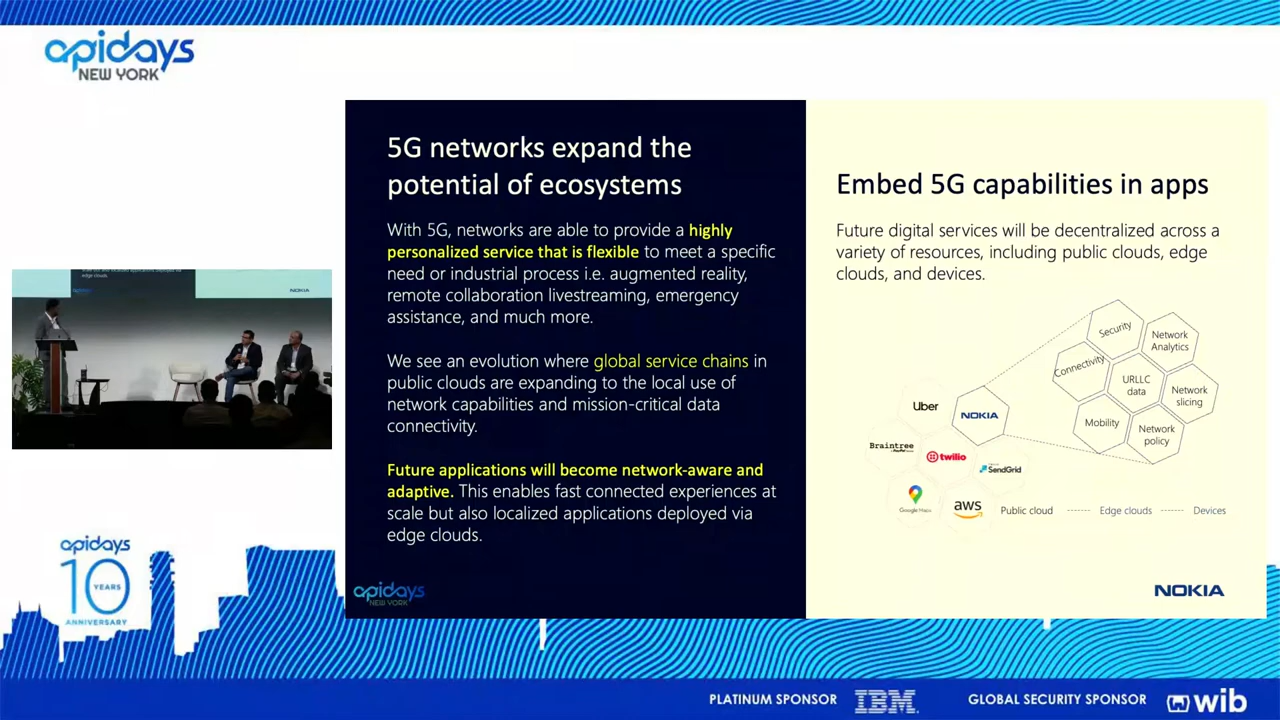 apidays
NEW YORK
5G networks expand the
potential of ecosystems
With 5G, networks are able to provide a highly
personalized service that is flexible to meet a specific
need or industrial process i.e. augmented reality,
remote collaboration livestreaming, emergency
assistance, and much more.
We see an evolution where global service chains in
public clouds are expanding to the local use of
network capabilities and mission-critical data
connectivity.
Future applications will become network-aware and
adaptive. This enables fast connected experiences at
scale but also localized applications deployed via
edge clouds.
apidays
NEW YORK
Embed 5G capabilities in apps
Future digital services will be decentralized across a
variety of resources, including public clouds, edge
clouds, and devices.
Security
Network
Analytics
Connectivity
URLLC
data
Network
slicing
Mobility
Network
policy
Uber
NOKIA
Braintree
twilio
SendGrid
Google Maps
aws
Public cloud
Edge clouds
Devices
NOKIA
edge clouds.
NOKIA
apidays
10
YEARS
ANNIVERSARY
PLATINUM SPONSOR
IBM
GLOBAL SECURITY SPONSOR
wib